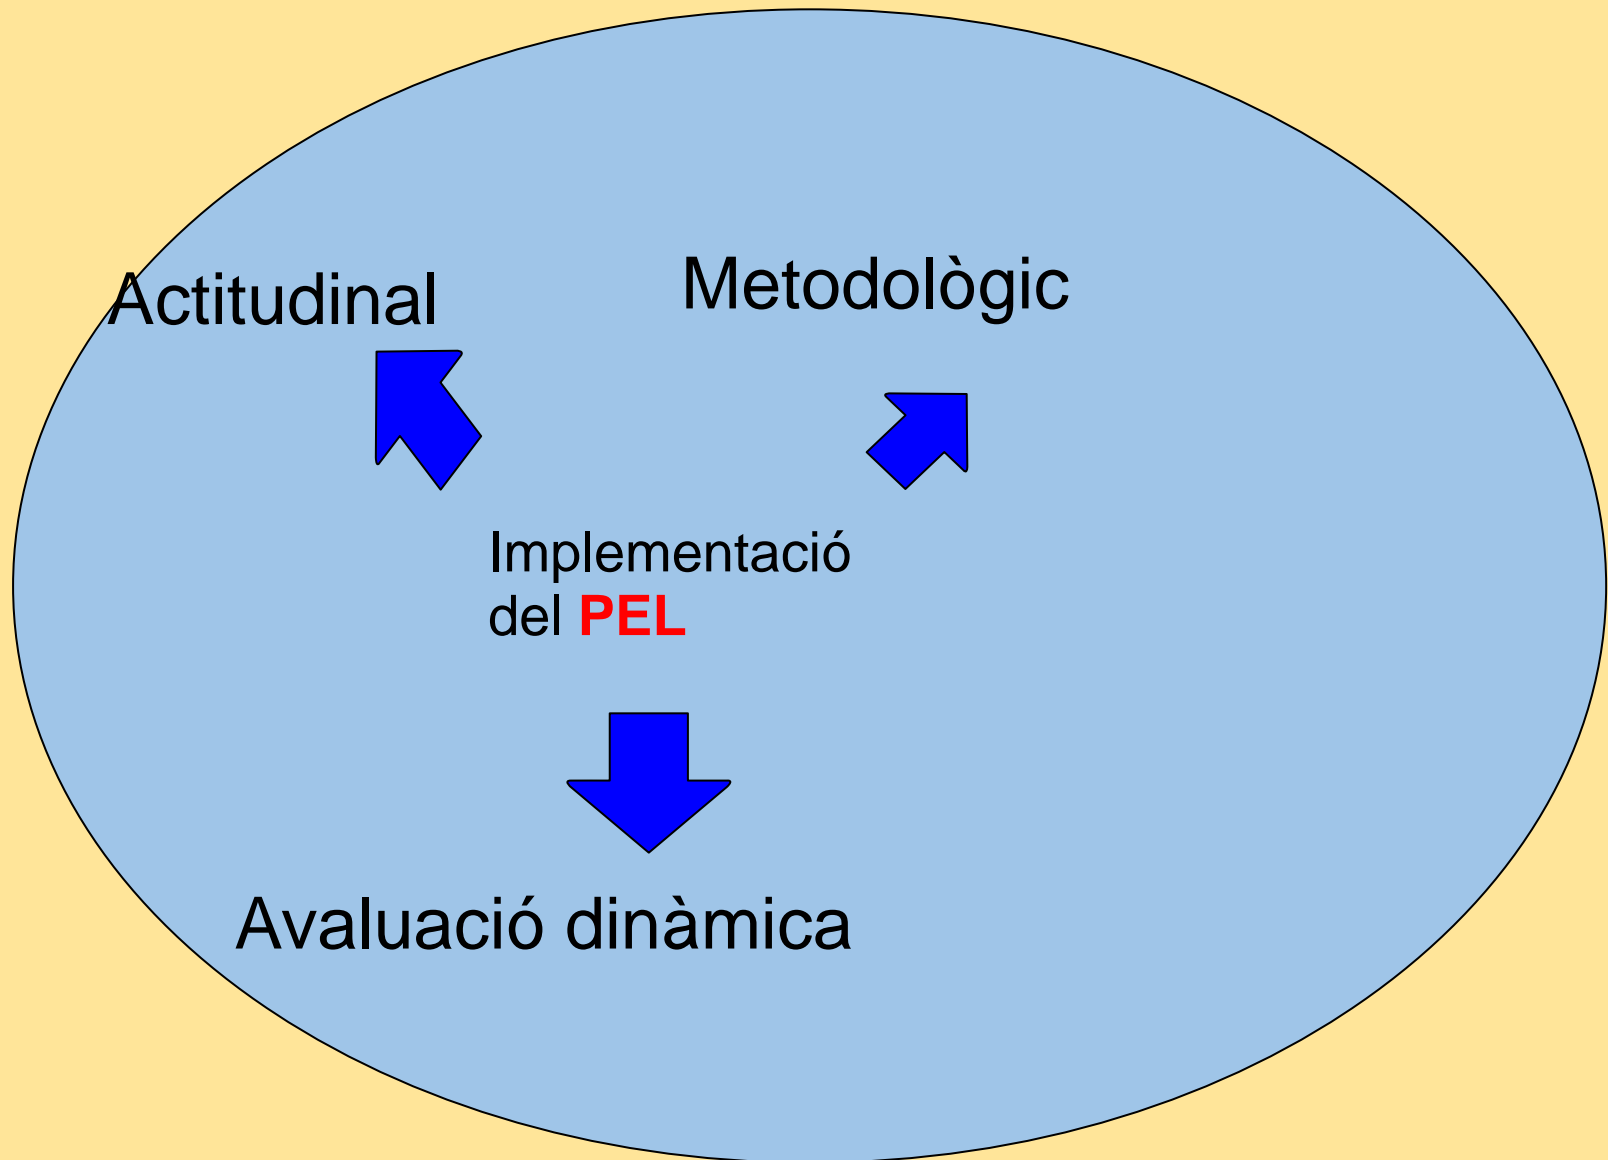 Actitudinal
Metodològic
Implementació
del PEL
Avaluació dinàmica